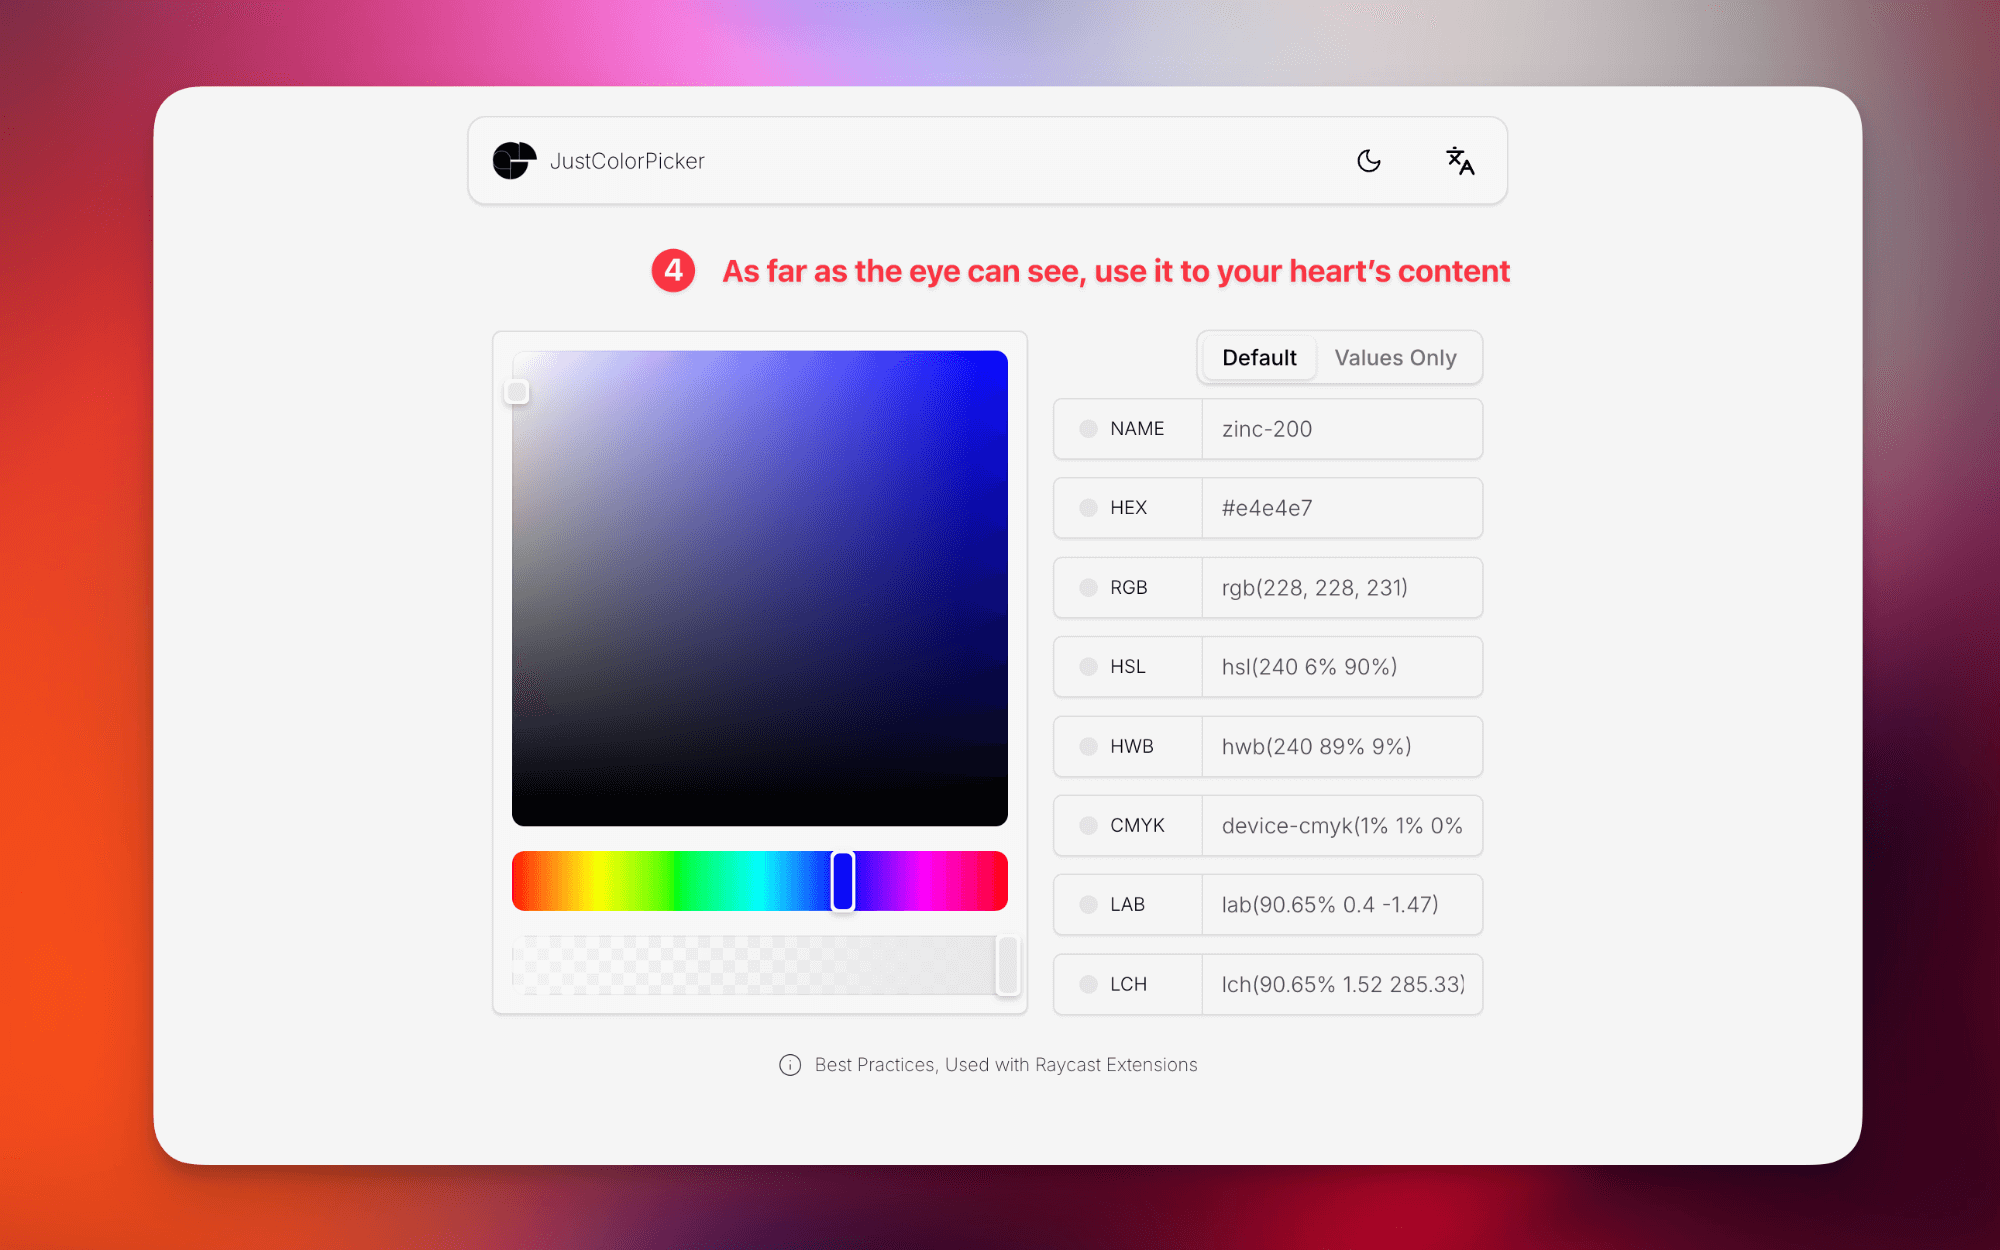 JustColorPicker
4 As far as the eye can see, use it to your heart’s content
Default Values Only
NAME zinc-200
HEX #e4e4e7
RGB rgb(228, 228, 231)
HSL hsl(240 6% 90%)
HWB hwb(240 89% 9%)
CMYK device-cmyk(1% 1% 0%
LAB lab(90.65% 0.4 -1.47)
LCH lch(90.65% 1.52 285.33)
Best Practices, Used with Raycast Extensions